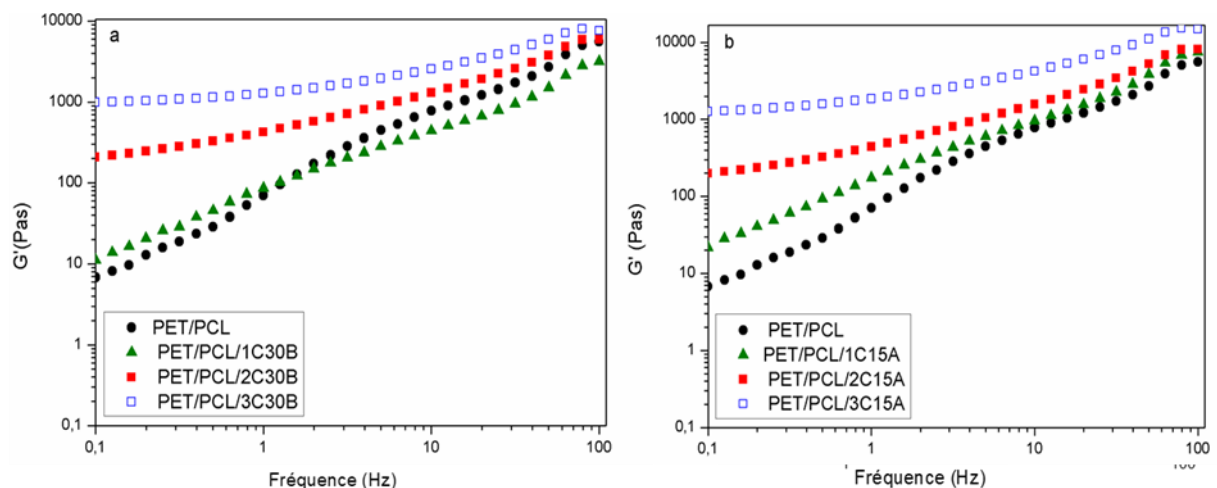 a
10000
1000
100
10
1
0,1
G'(Pas)
PET/PCL
PET/PCL/1C30B
PET/PCL/2C30B
PET/PCL/3C30B
0,1
1
10
100
Fréquence (Hz)
b
10000
1000
100
10
1
0,1
G' (Pas)
PET/PCL
PET/PCL/1C15A
PET/PCL/2C15A
PET/PCL/3C15A
0,1
1
10
100
Fréquence (Hz)